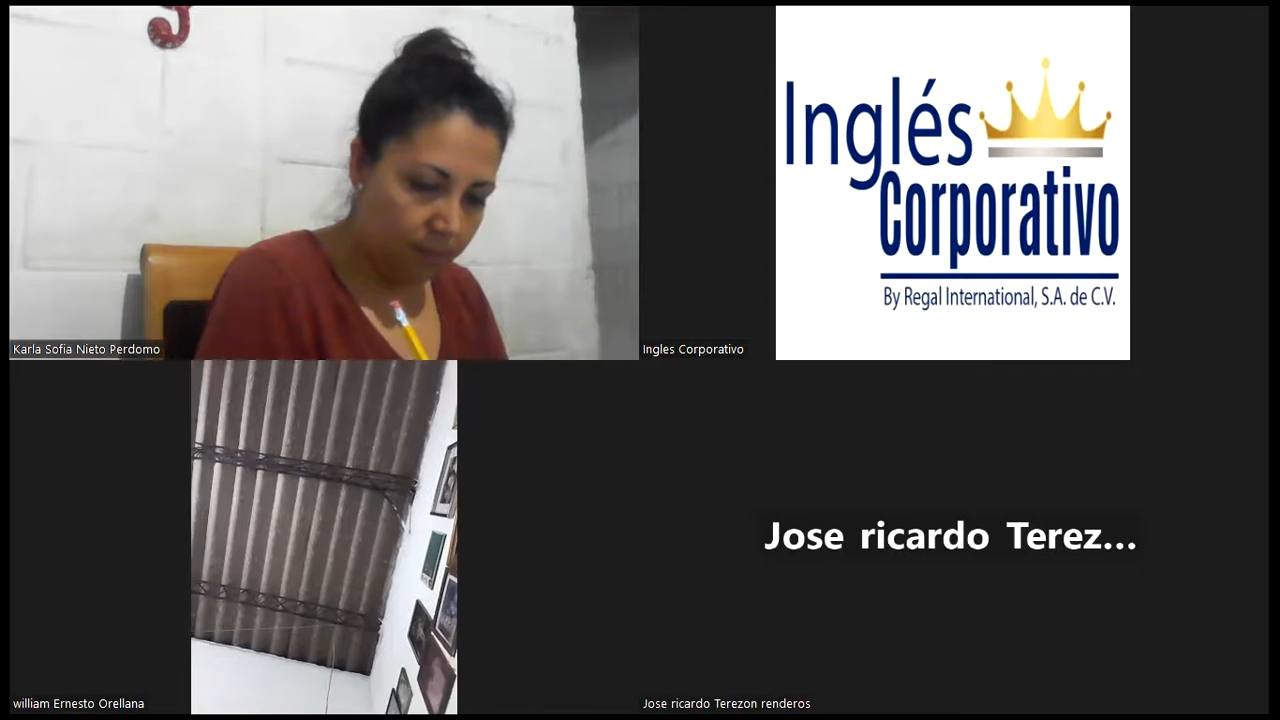 Inglés
Corporativo
By Regal International, S.A. de C.V.
Karla Sofia Nieto Perdomo
Ingles Corporativo
Jose ricardo Terez...
william Ernesto Orellana
Jose ricardo Terezon renderos